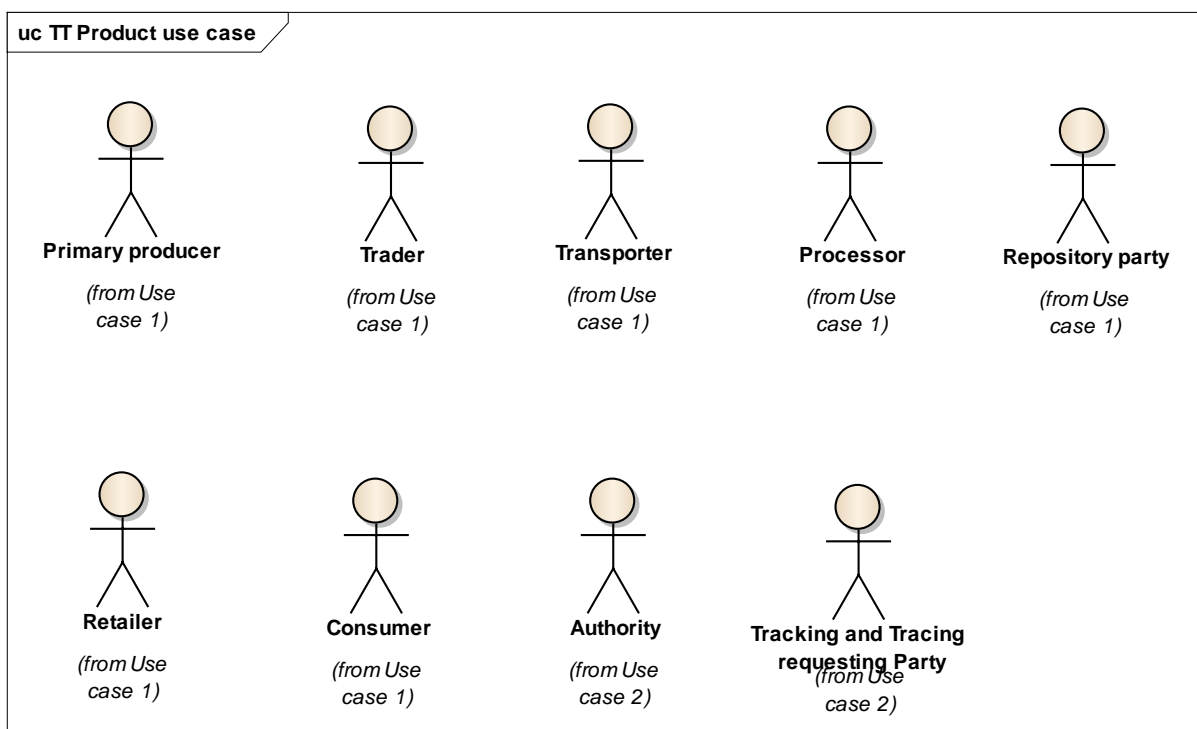 uc TT Product use case
Primary producer
(from Use
case 1)
Trader
(from Use
case 1)
Transporter
(from Use
case 1)
Processor
(from Use
case 1)
Repository party
(from Use
case 1)
Retailer
(from Use
case 1)
Consumer
(from Use
case 1)
Authority
(from Use
case 2)
Tracking and Tracing
requesting Party
(from Use
case 2)